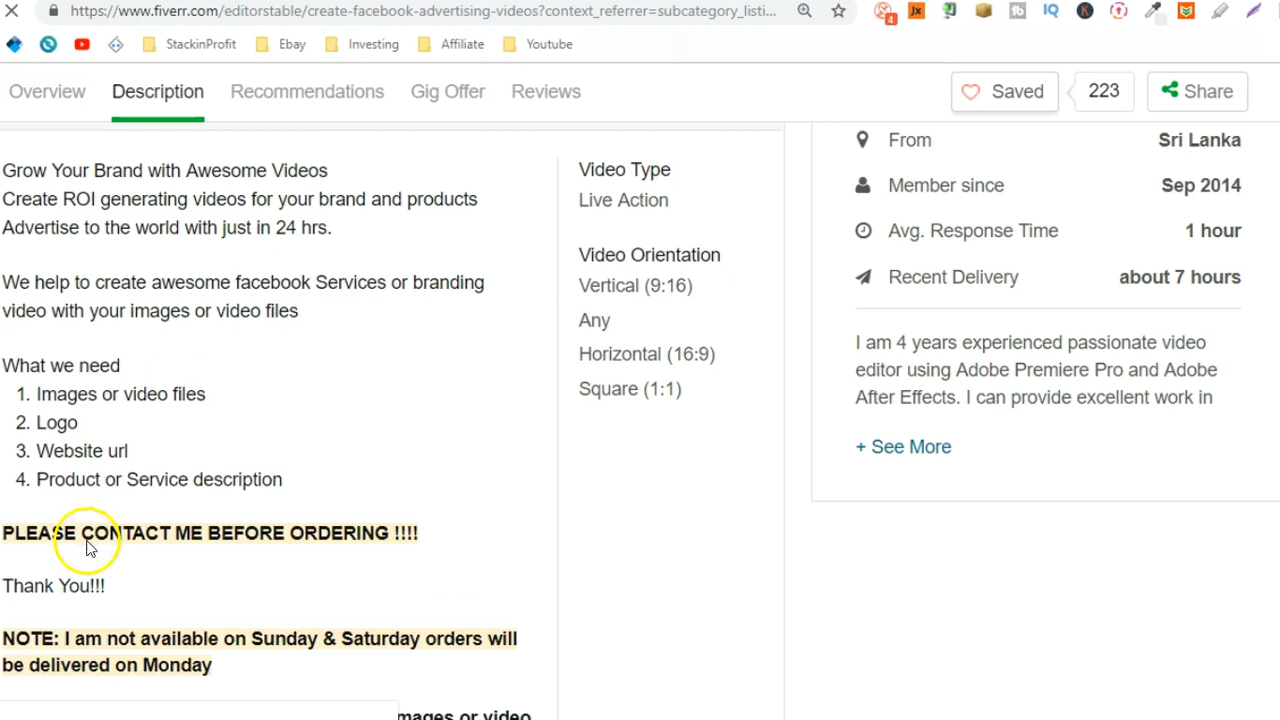 https://www.fiverr.com/editorstable/create-facebook-advertising-videos?context_referrer=subcategory_listi...
4
StackinProfit
Ebay
Investing
Affiliate
Youtube
Overview
Description
Recommendations
Gig Offer
Reviews
Saved
223
Share
Grow Your Brand with Awesome Videos
Create ROI generating videos for your brand and products
Advertise to the world with just in 24 hrs.
We help to create awesome facebook Services or branding
video with your images or video files
What we need
1. Images or video files
2. Logo
3. Website url
4. Product or Service description
PLEASE CONTACT ME BEFORE ORDERING !!!!
Thank You!!!
NOTE: I am not available on Sunday & Saturday orders will
be delivered on Monday
mages or video
Video Type
Live Action
Video Orientation
Vertical (9:16)
Any
Horizontal (16:9)
Square (1:1)
From
Sri Lanka
Member since
Sep 2014
Avg. Response Time
1 hour
Recent Delivery
about 7 hours
I am 4 years experienced passionate video
editor using Adobe Premiere Pro and Adobe
After Effects. I can provide excellent work in
+ See More